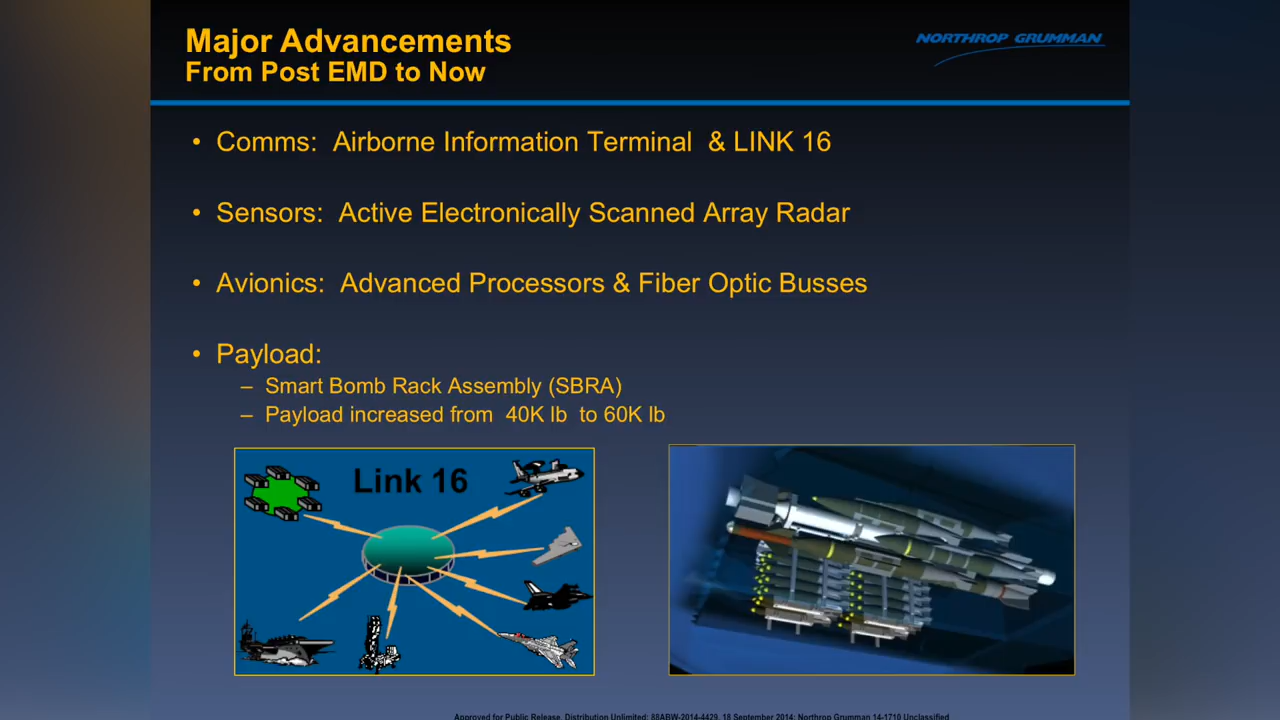 Major Advancements
From Post EMD to Now
NORTHROP GRUMMAN
• Comms: Airborne Information Terminal & LINK 16
• Sensors: Active Electronically Scanned Array Radar
• Avionics: Advanced Processors & Fiber Optic Busses
• Payload:
– Smart Bomb Rack Assembly (SBRA)
– Payload increased from 40K lb to 60K lb
Link 16
Approved for Public Release, Distribution Unlimited: 88ABW-2014-4429, 18 September 2014; Northrop Grumman 14-1710 Unclassified